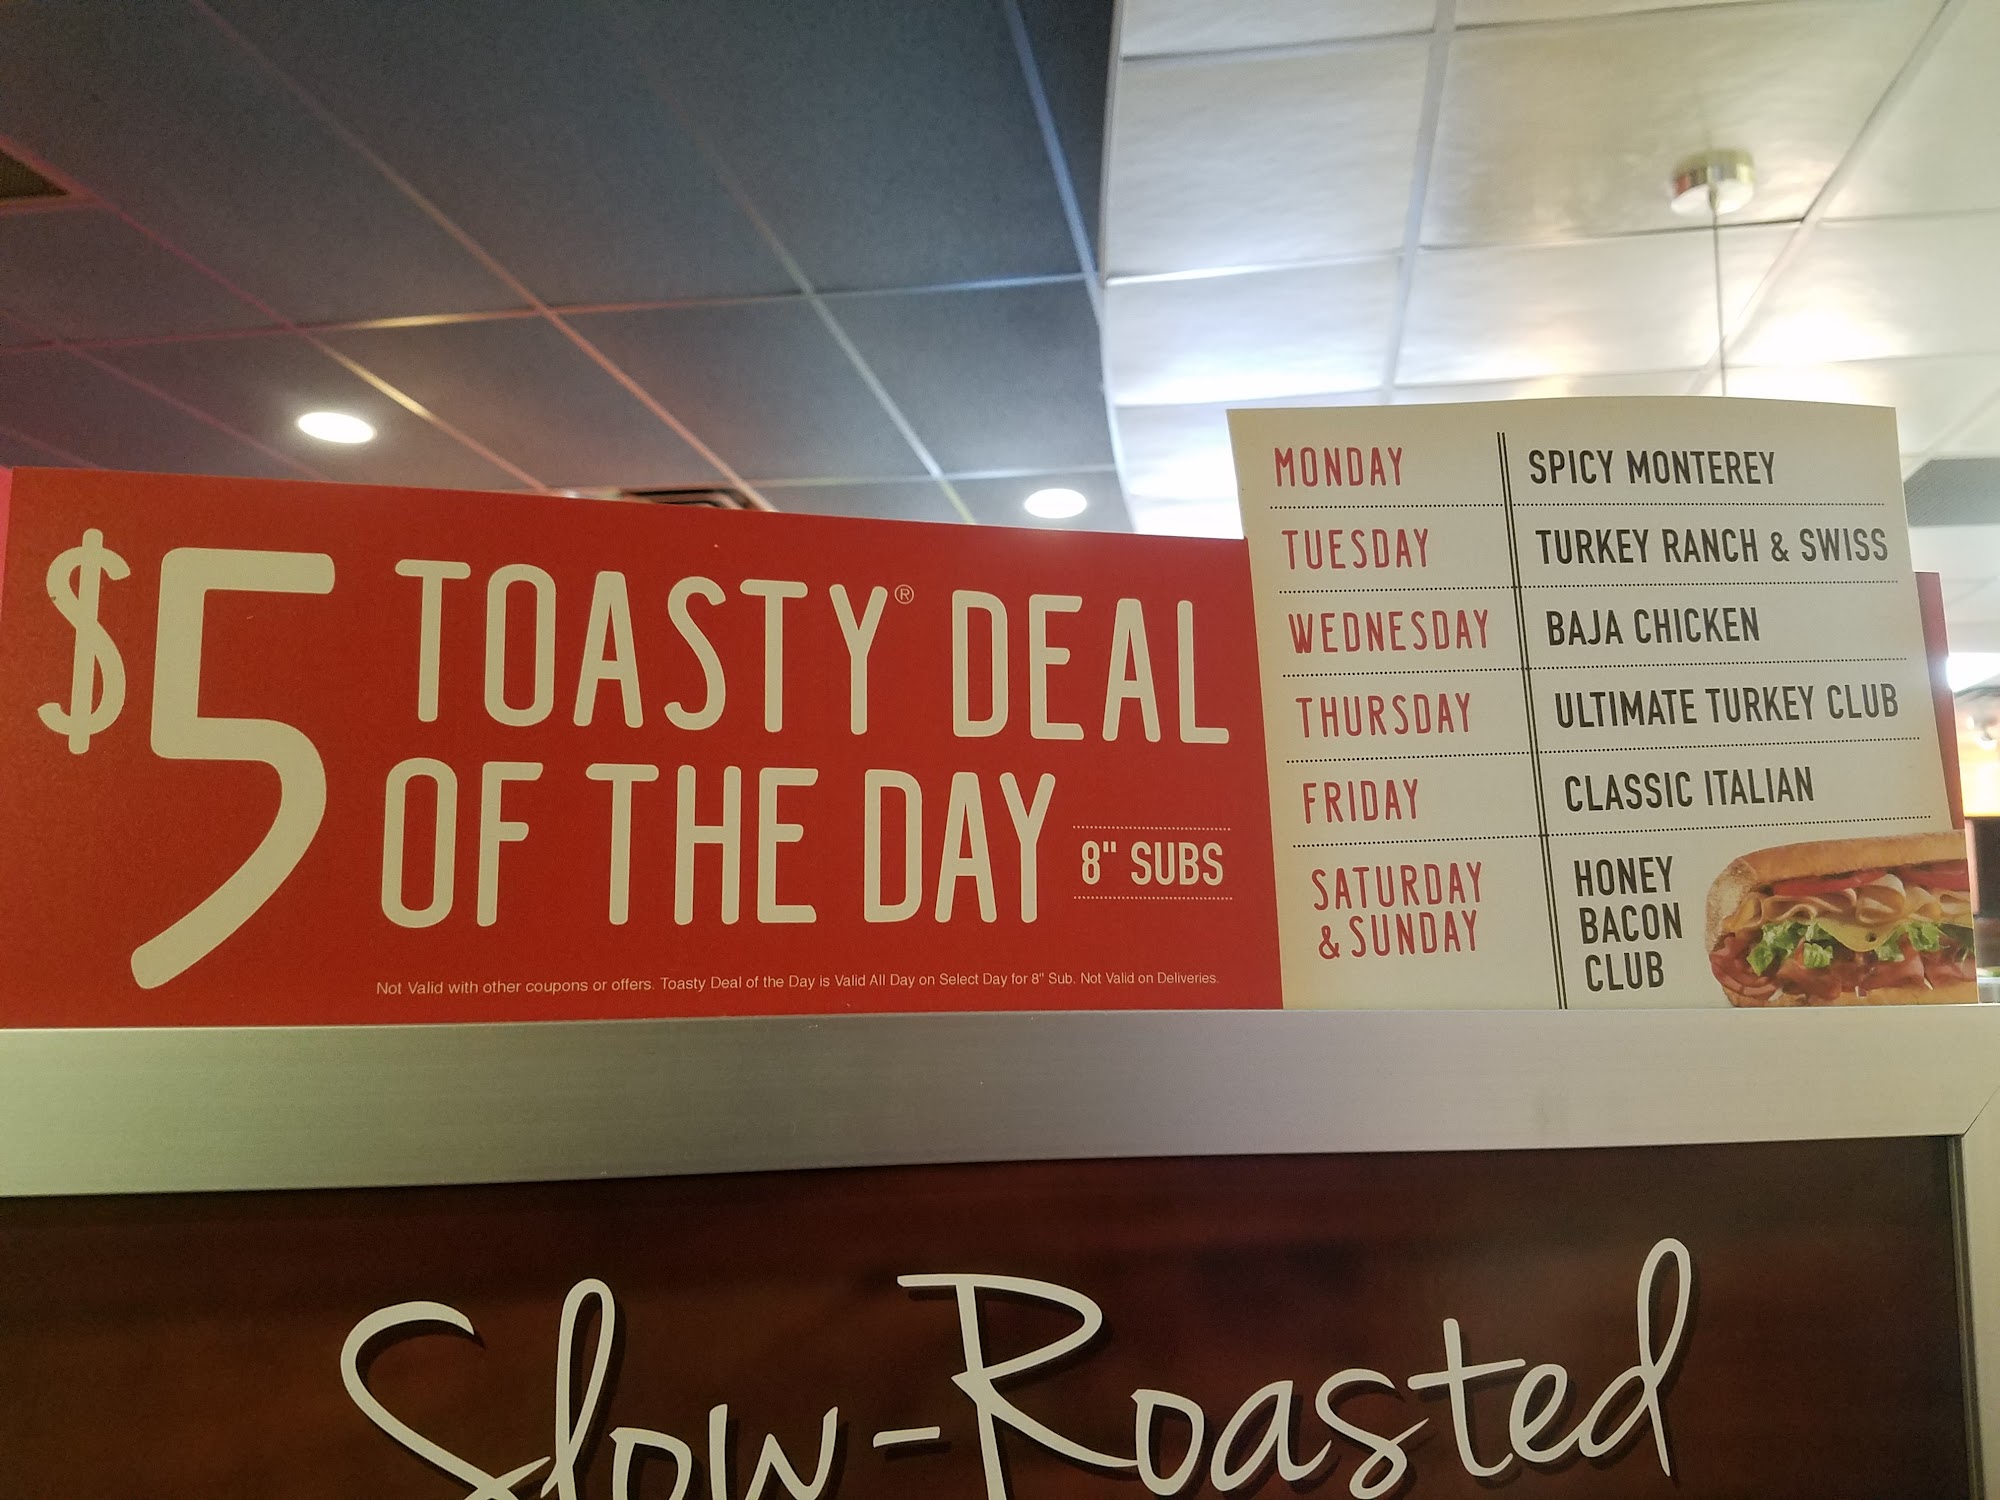 $5 TOASTY® DEAL
OF THE DAY
8" SUBS
Not Valid with other coupons or offers. Toasty Deal of the Day is Valid All Day on Select Day for 8" Sub. Not Valid on Deliveries.
MONDAY SPICY MONTEREY
TUESDAY TURKEY RANCH & SWISS
WEDNESDAY BAJA CHICKEN
THURSDAY ULTIMATE TURKEY CLUB
FRIDAY CLASSIC ITALIAN
SATURDAY
& SUNDAY
HONEY
BACON
CLUB
Slow-Roasted